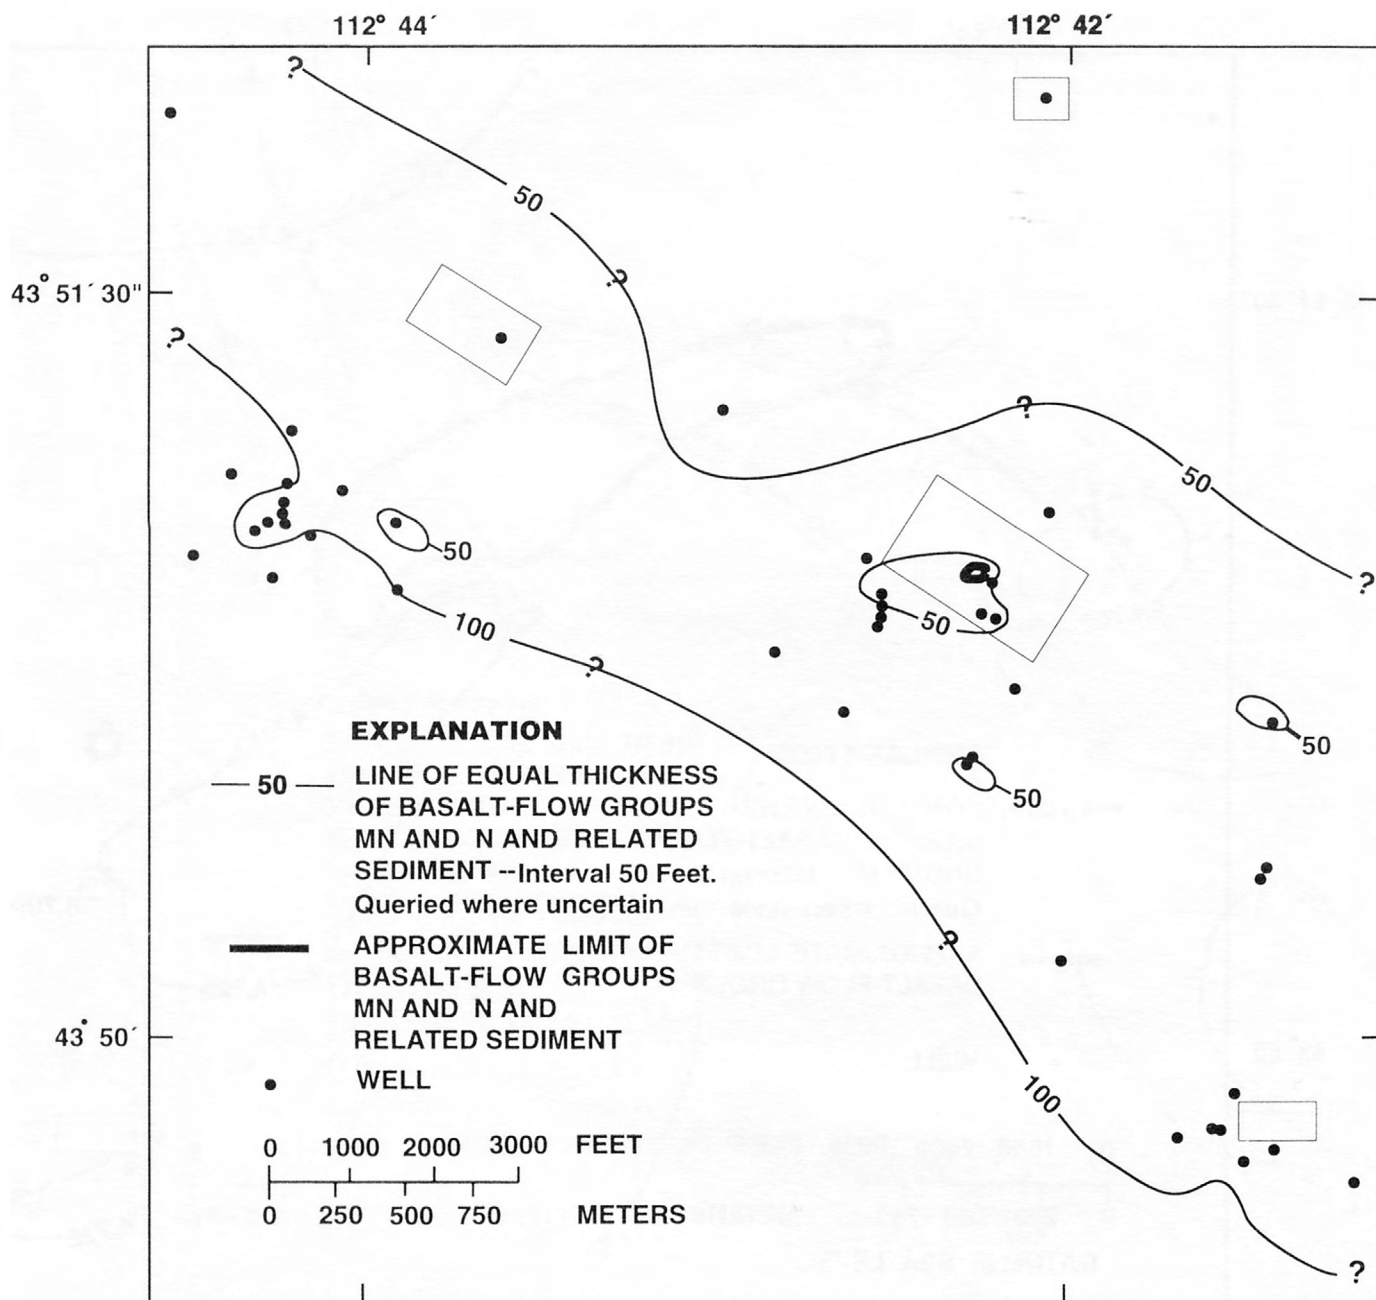 112° 44´ 112° 42´
?
50
?
43° 51´ 30"
?
?
50
50
?
50
100
?
50
50
50
EXPLANATION
50 LINE OF EQUAL THICKNESS
OF BASALT-FLOW GROUPS
MN AND N AND RELATED
SEDIMENT --Interval 50 Feet.
Queried where uncertain
?
APPROXIMATE LIMIT OF
BASALT-FLOW GROUPS
MN AND N AND
RELATED SEDIMENT
43° 50´
WELL
100
0 1000 2000 3000 FEET
0 250 500 750 METERS
?